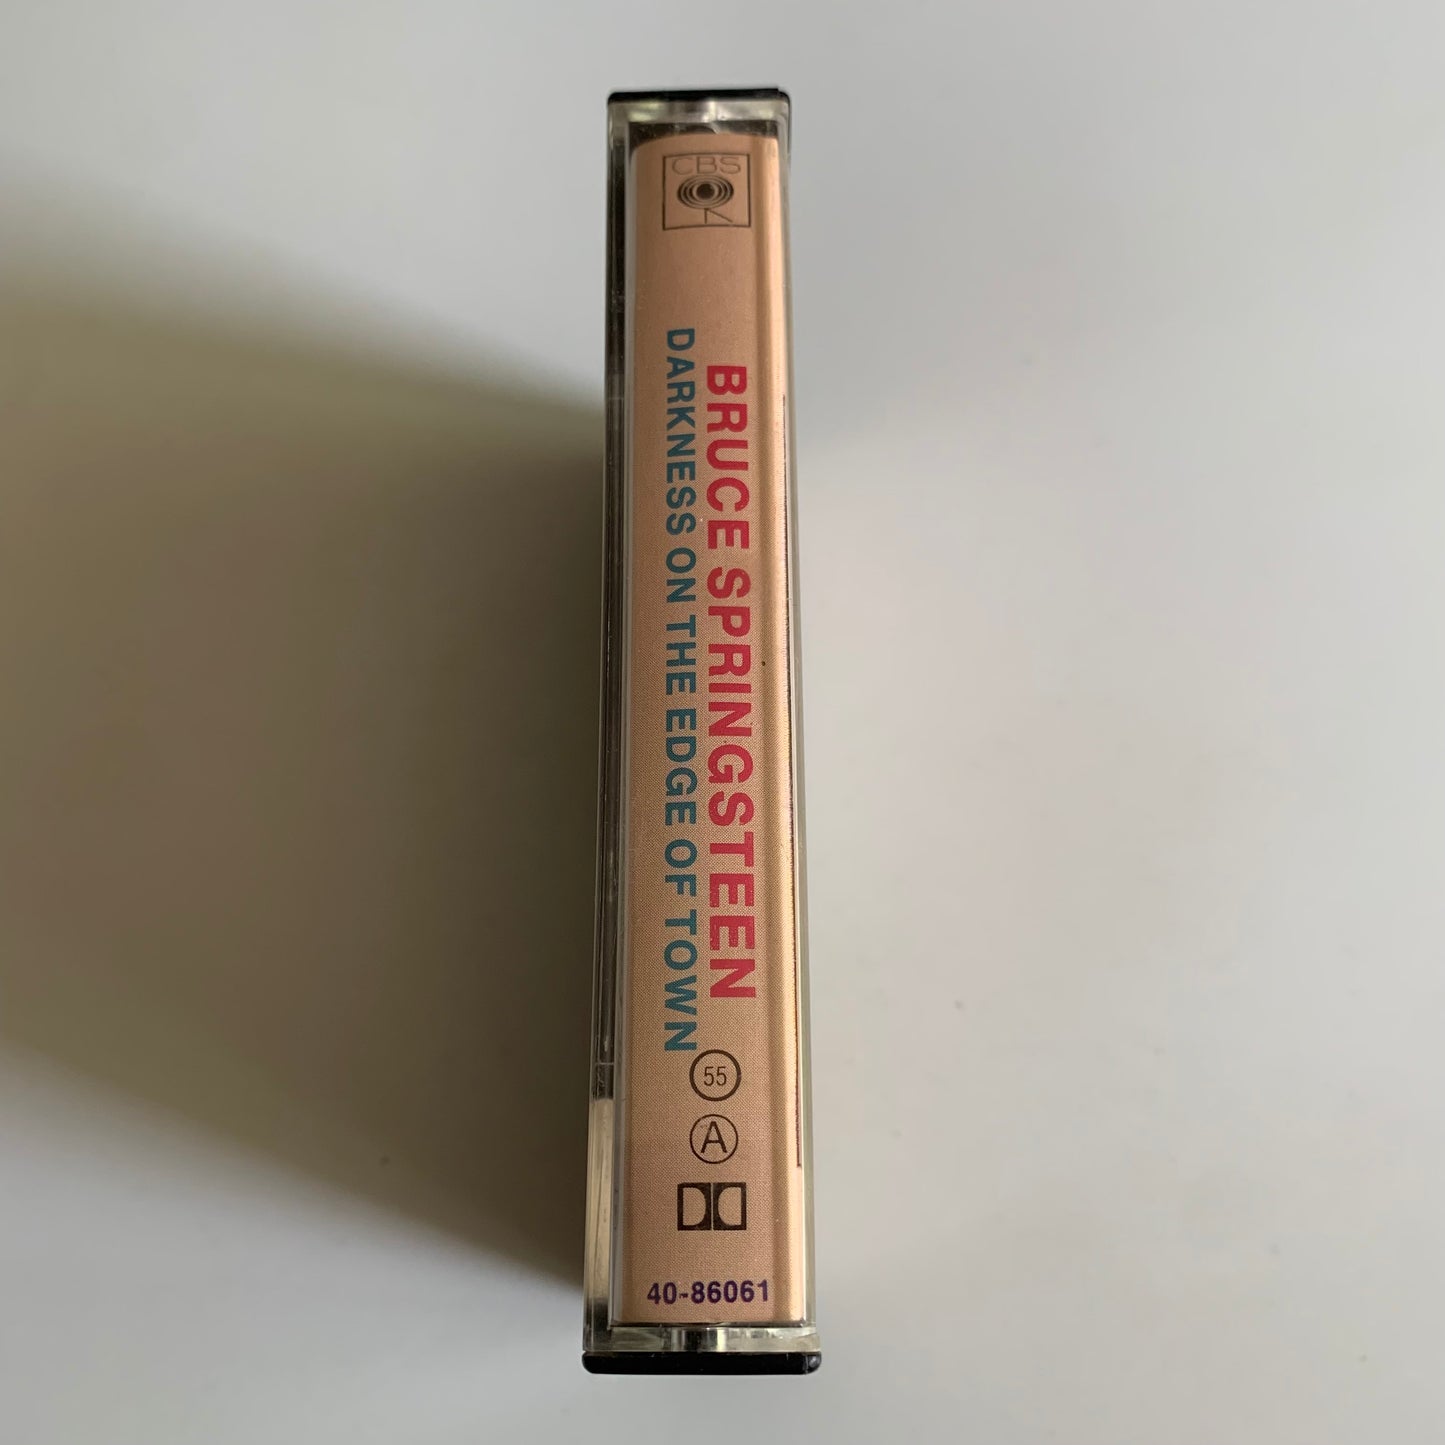 CBS
BRUCE SPRINGSTEEN
DARKNESS ON THE EDGE OF TOWN
55
A
40-86061